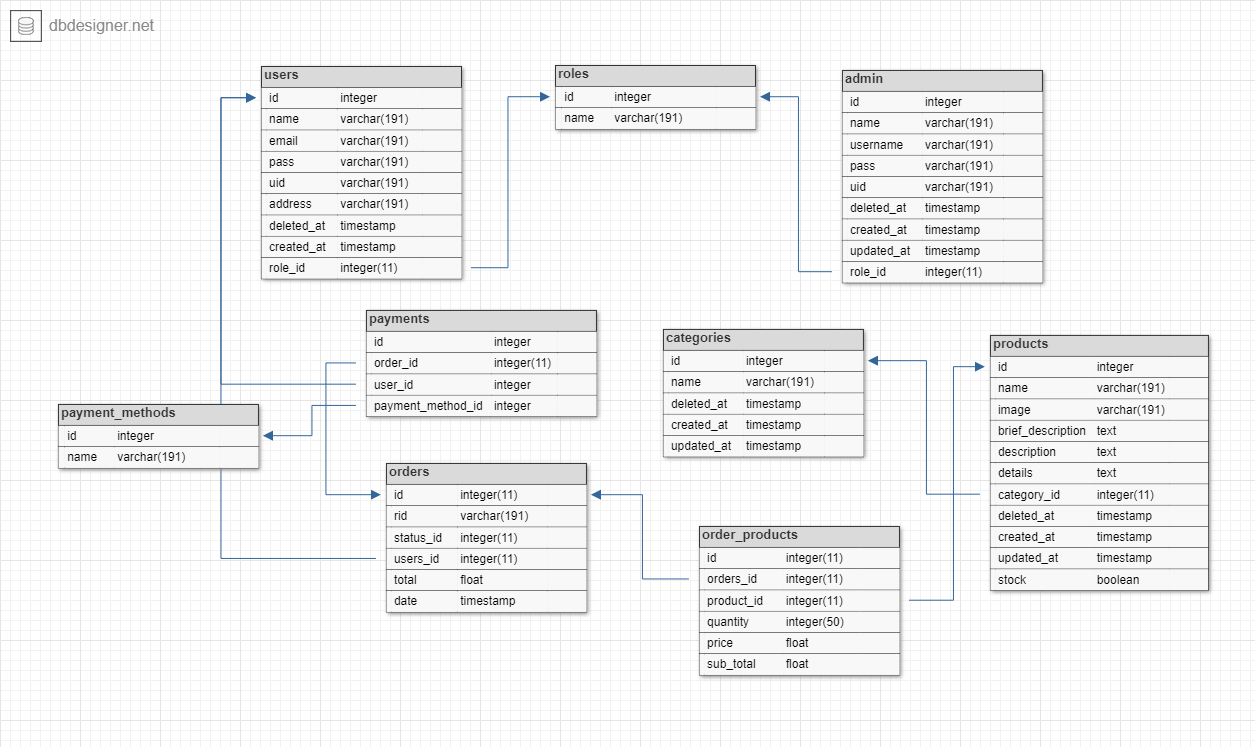 dbdesigner.net
users
id integer
name varchar(191)
email varchar(191)
pass varchar(191)
uid varchar(191)
address varchar(191)
deleted_at timestamp
created_at timestamp
role_id integer(11)
roles
id integer
name varchar(191)
admin
id integer
name varchar(191)
username varchar(191)
pass varchar(191)
uid varchar(191)
deleted_at timestamp
created_at timestamp
updated_at timestamp
role_id integer(11)
payments
id integer
order_id integer(11)
user_id integer
payment_method_id integer
payment_methods
id integer
name varchar(191)
categories
id integer
name varchar(191)
deleted_at timestamp
created_at timestamp
updated_at timestamp
products
id integer
name varchar(191)
image varchar(191)
brief_description text
description text
details text
category_id integer(11)
deleted_at timestamp
created_at timestamp
updated_at timestamp
stock boolean
orders
id integer(11)
rid varchar(191)
status_id integer(11)
users_id integer(11)
total float
date timestamp
order_products
id integer(11)
orders_id integer(11)
product_id integer(11)
quantity integer(50)
price float
sub_total float